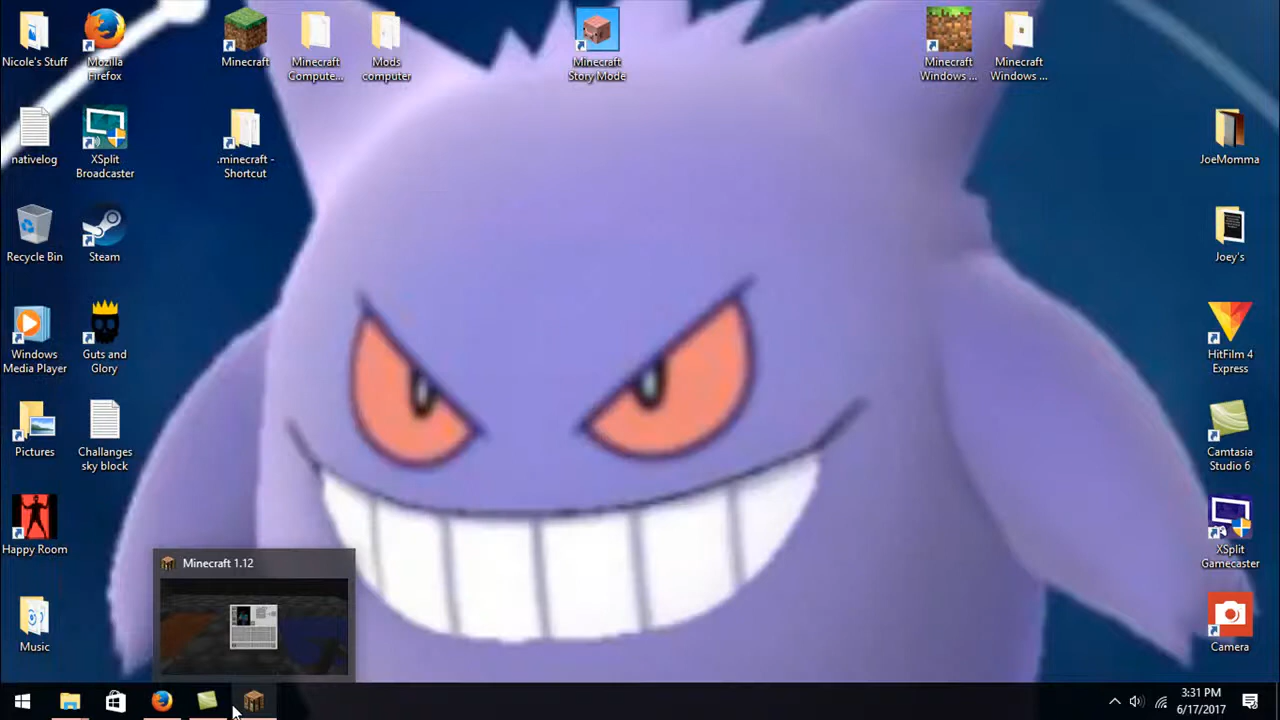 Nicole's Stuff
Mozilla
Firefox
Minecraft
Minecraft
Compute...
Mods
computer
Minecraft
Story Mode
Minecraft
Windows ...
Minecraft
Windows ...
nativelog
XSplit
Broadcaster
.minecraft -
Shortcut
JoeMomma
Recycle Bin
Steam
Joey's
Windows
Media Player
Guts and
Glory
HitFilm 4
Express
Pictures
Challanges
sky block
Camtasia
Studio 6
Happy Room
XSplit
Gamecaster
Minecraft 1.12
Music
Camera
3:31 PM
6/17/2017